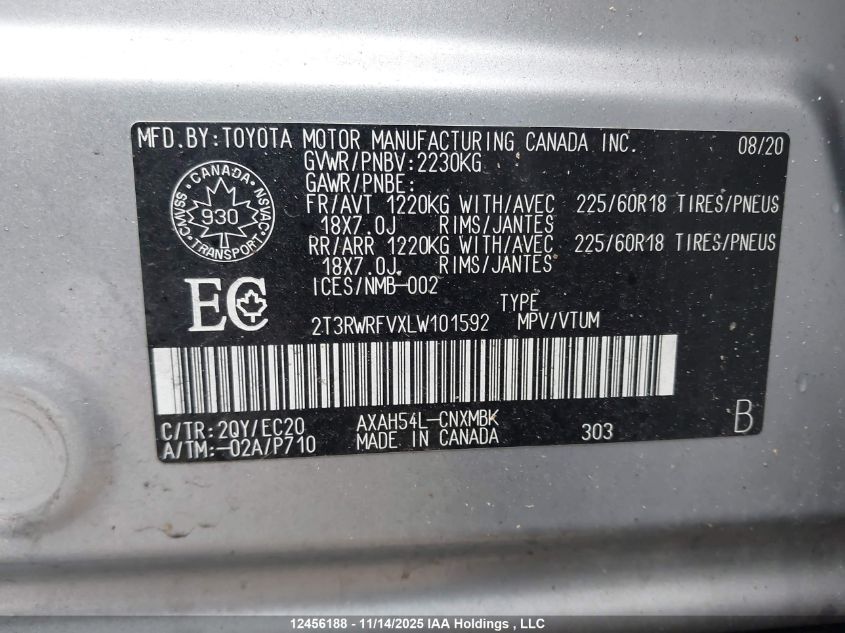 MFD.BY:TOYOTA MOTOR MANUFACTURING CANADA INC. 08/20
GVWR/PNBV:2230KG
GAWR/PNBE:
FR/AVT 1220KG WITH/AVEC 225/60R18 TIRES/PNEUS
18X7.0J RIMS/JANTES
RR/ARR 1220KG WITH/AVEC 225/60R18 TIRES/PNEUS
18X7.0J RIMS/JANTES
ICES/NMB-002
CANADA
CMVSS
NSVAC
930
TRANSPORT
EC
TYPE
2T3RWRFVXLW101592 MPV/VTUM
C/TR:2QY/EC20 AXAH54L-CNXMBK
A/TM:-02A/P710 MADE IN CANADA 303 B
12456188 - 11/14/2025 IAA Holdings , LLC